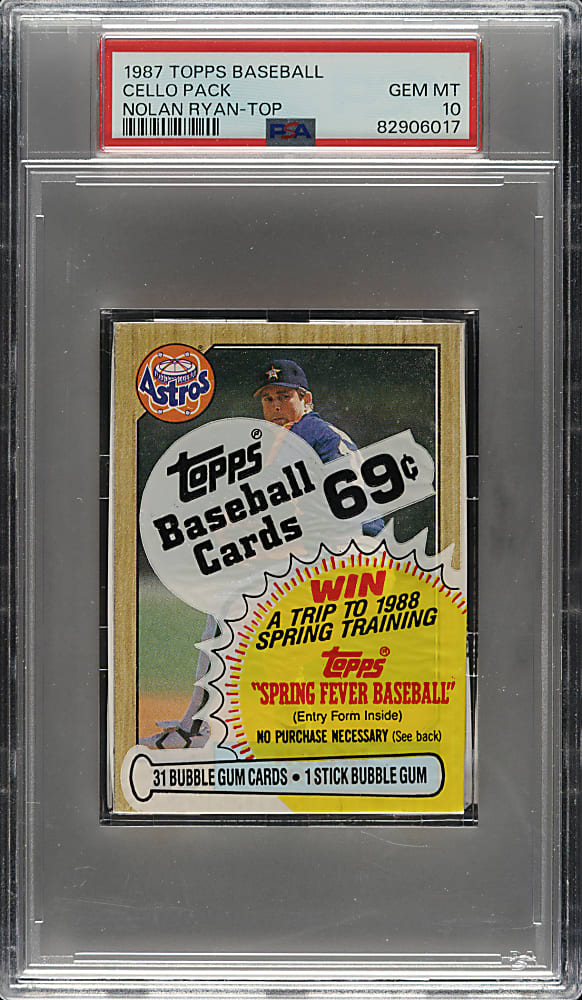 1987 TOPPS BASEBALL
CELLO PACK
GEM MT
NOLAN RYAN-TOP
10
PSA
82906017
Astros
topps®
Baseball
Cards
69¢
WIN
A TRIP TO 1988
SPRING TRAINING
topps®
"SPRING FEVER BASEBALL"
(Entry Form Inside)
NO PURCHASE NECESSARY (See back)
31 BUBBLE GUM CARDS • 1 STICK BUBBLE GUM